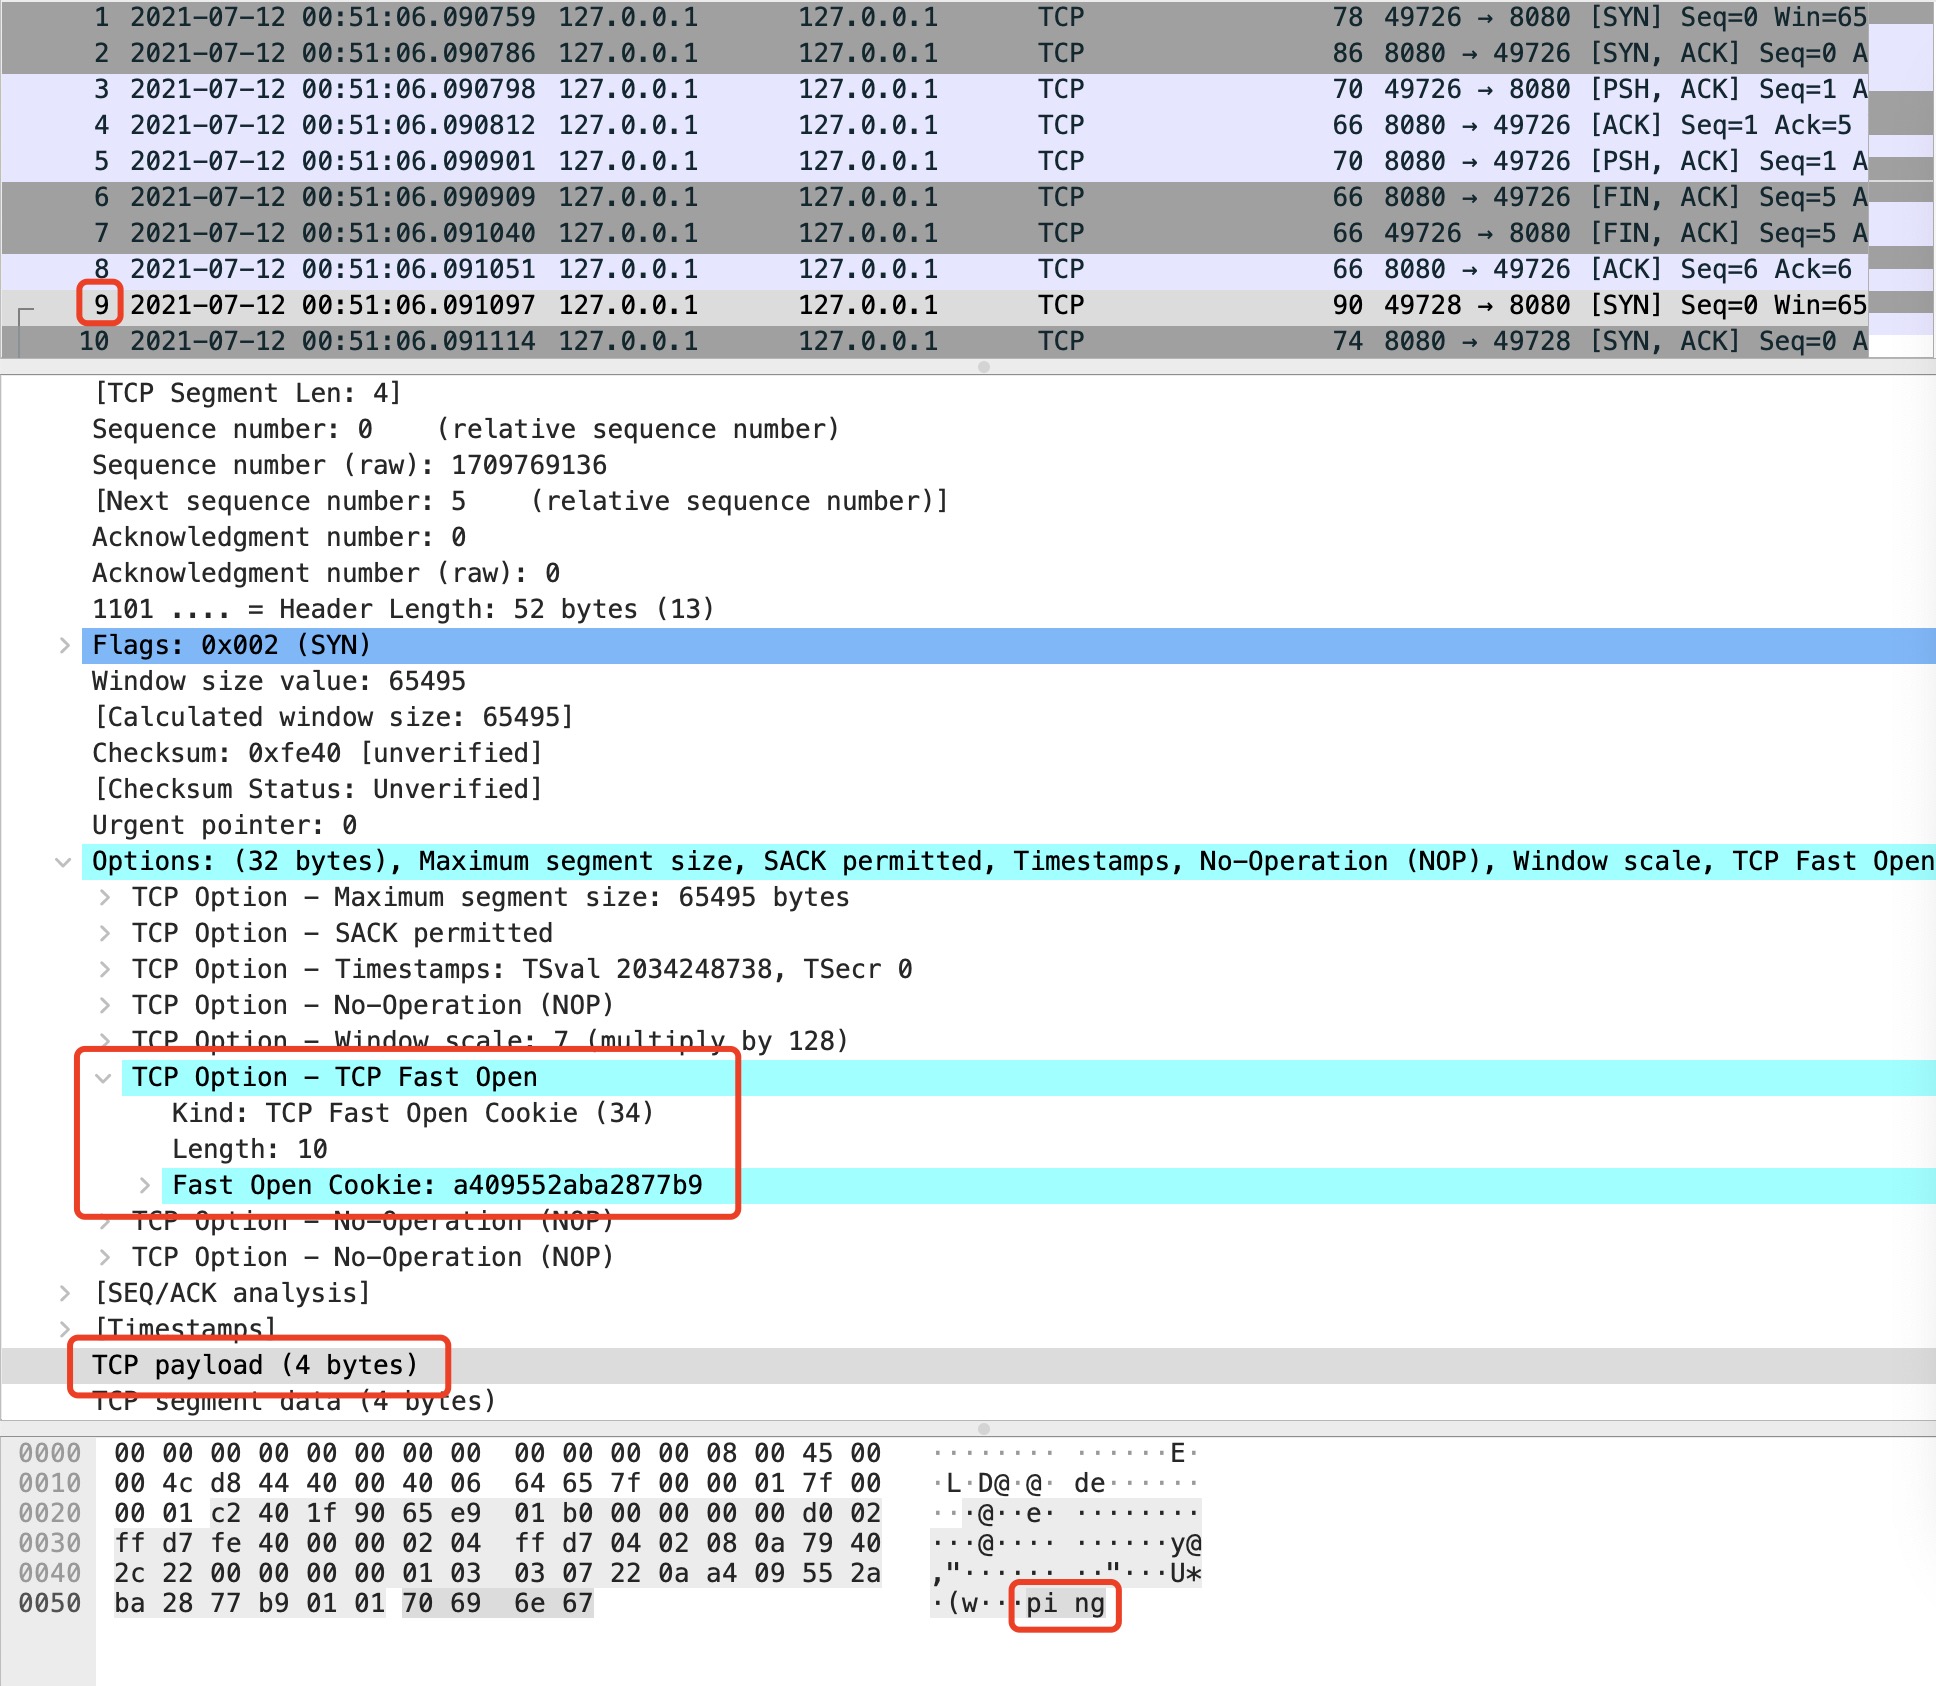 1 2021-07-12 00:51:06.090759 127.0.0.1 127.0.0.1 TCP 78 49726 → 8080 [SYN] Seq=0 Win=65
2 2021-07-12 00:51:06.090786 127.0.0.1 127.0.0.1 TCP 86 8080 → 49726 [SYN, ACK] Seq=0 A
3 2021-07-12 00:51:06.090798 127.0.0.1 127.0.0.1 TCP 70 49726 → 8080 [PSH, ACK] Seq=1 A
4 2021-07-12 00:51:06.090812 127.0.0.1 127.0.0.1 TCP 66 8080 → 49726 [ACK] Seq=1 Ack=5
5 2021-07-12 00:51:06.090901 127.0.0.1 127.0.0.1 TCP 70 8080 → 49726 [PSH, ACK] Seq=1 A
6 2021-07-12 00:51:06.090909 127.0.0.1 127.0.0.1 TCP 66 8080 → 49726 [FIN, ACK] Seq=5 A
7 2021-07-12 00:51:06.091040 127.0.0.1 127.0.0.1 TCP 66 49726 → 8080 [FIN, ACK] Seq=5 A
8 2021-07-12 00:51:06.091051 127.0.0.1 127.0.0.1 TCP 66 8080 → 49726 [ACK] Seq=6 Ack=6
9 2021-07-12 00:51:06.091097 127.0.0.1 127.0.0.1 TCP 90 49728 → 8080 [SYN] Seq=0 Win=65
10 2021-07-12 00:51:06.091114 127.0.0.1 127.0.0.1 TCP 74 8080 → 49728 [SYN, ACK] Seq=0 A
[TCP Segment Len: 4]
Sequence number: 0 (relative sequence number)
Sequence number (raw): 1709769136
[Next sequence number: 5 (relative sequence number)]
Acknowledgment number: 0
Acknowledgment number (raw): 0
1101 .... = Header Length: 52 bytes (13)
Flags: 0x002 (SYN)
Window size value: 65495
[Calculated window size: 65495]
Checksum: 0xfe40 [unverified]
[Checksum Status: Unverified]
Urgent pointer: 0
Options: (32 bytes), Maximum segment size, SACK permitted, Timestamps, No-Operation (NOP), Window scale, TCP Fast Open
TCP Option - Maximum segment size: 65495 bytes
TCP Option - SACK permitted
TCP Option - Timestamps: TSval 2034248738, TSecr 0
TCP Option - No-Operation (NOP)
TCP Option - Window scale: 7 (multiply by 128)
TCP Option - TCP Fast Open
Kind: TCP Fast Open Cookie (34)
Length: 10
Fast Open Cookie: a409552aba2877b9
TCP Option - No-Operation (NOP)
TCP Option - No-Operation (NOP)
[SEQ/ACK analysis]
[Timestamps]
TCP payload (4 bytes)
TCP segment data (4 bytes)
0000 00 00 00 00 00 00 00 00 00 00 00 00 08 00 45 00 ········ ······E·
0010 00 4c d8 44 40 00 40 06 64 65 7f 00 00 01 7f 00 ·L·D@·@· de······
0020 00 01 c2 40 1f 90 65 e9 01 b0 00 00 00 00 d0 02 ···@··e· ········
0030 ff d7 fe 40 00 00 02 04 ff d7 04 02 08 0a 79 40 ···@···· ······y@
0040 2c 22 00 00 00 00 01 03 03 07 22 0a a4 09 55 2a ,"······ ··"···U*
0050 ba 28 77 b9 01 01 70 69 6e 67 ·(w···pi ng